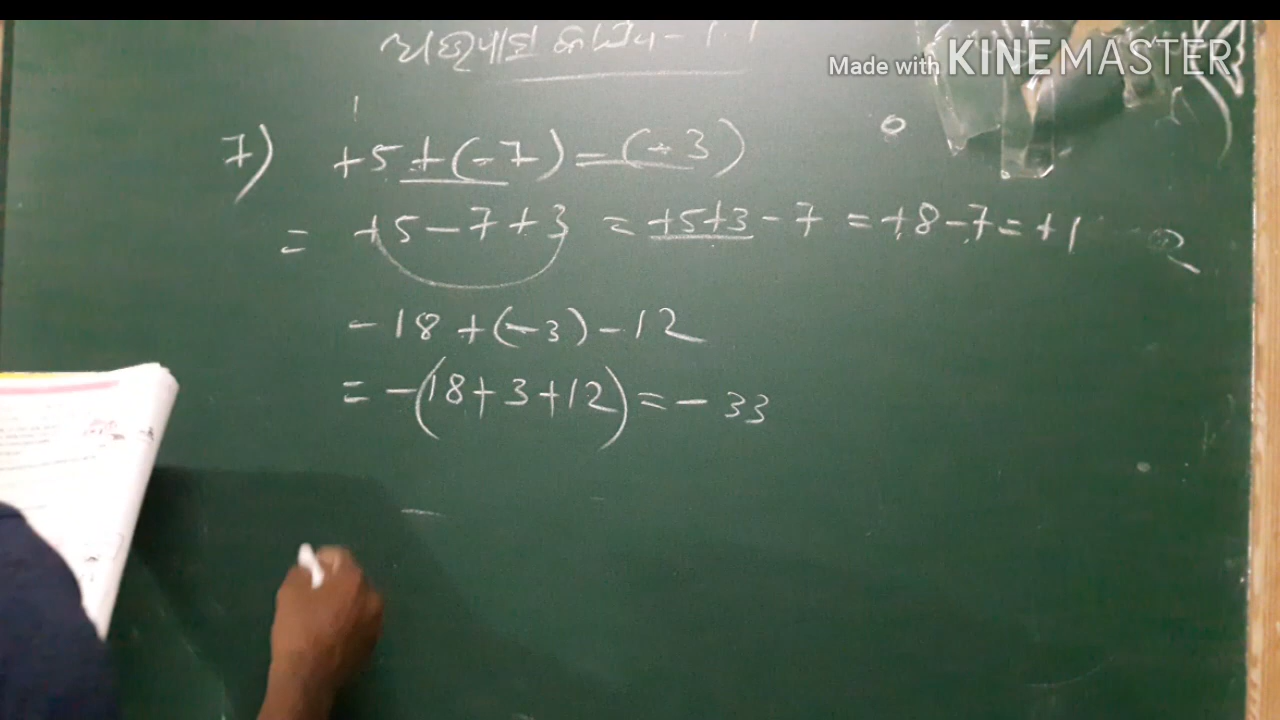 Made with KINEMASTER
7) +5+(-7)=(-3)
= +5-7+3 = +5+3-7 = +8-7=+1
-18+(-3)-12
= -(18+3+12)=-33